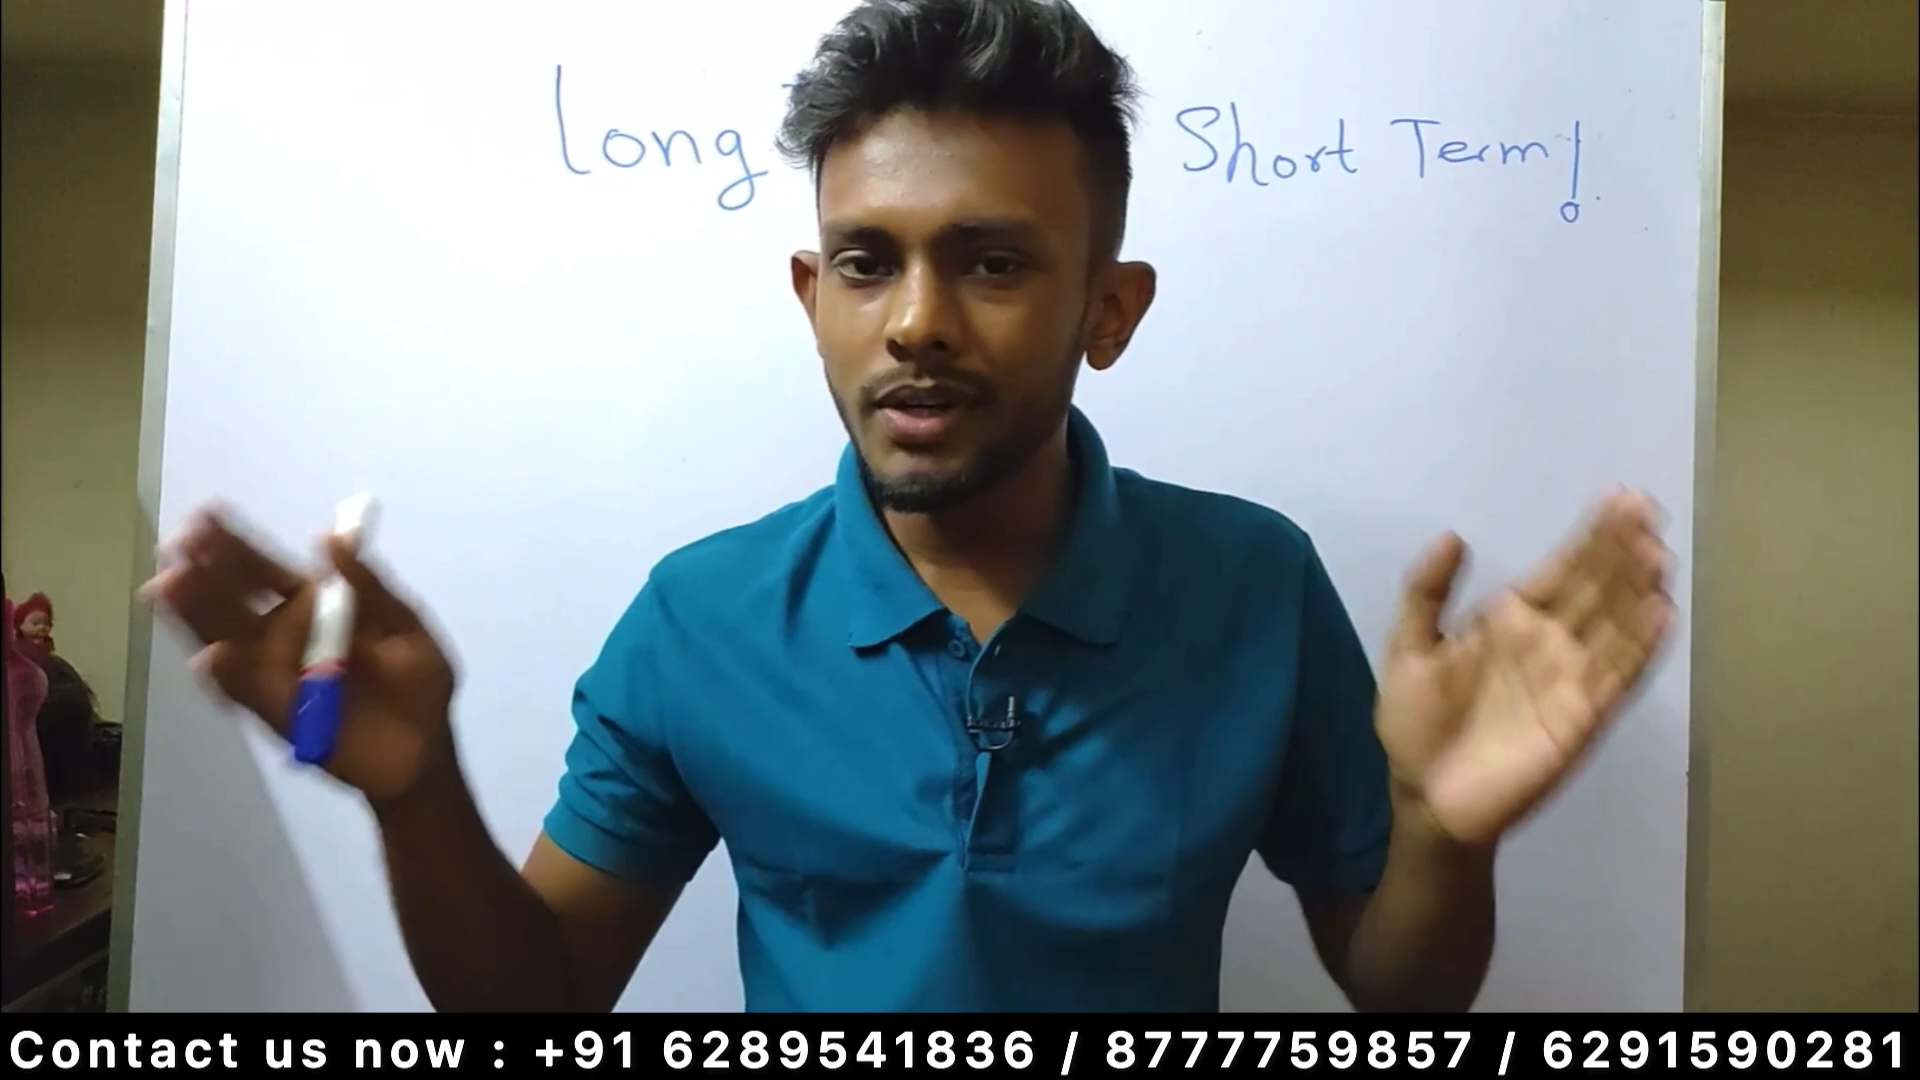 Long Short Term!
Contact us now : +91 6289541836 / 8777759857 / 6291590281